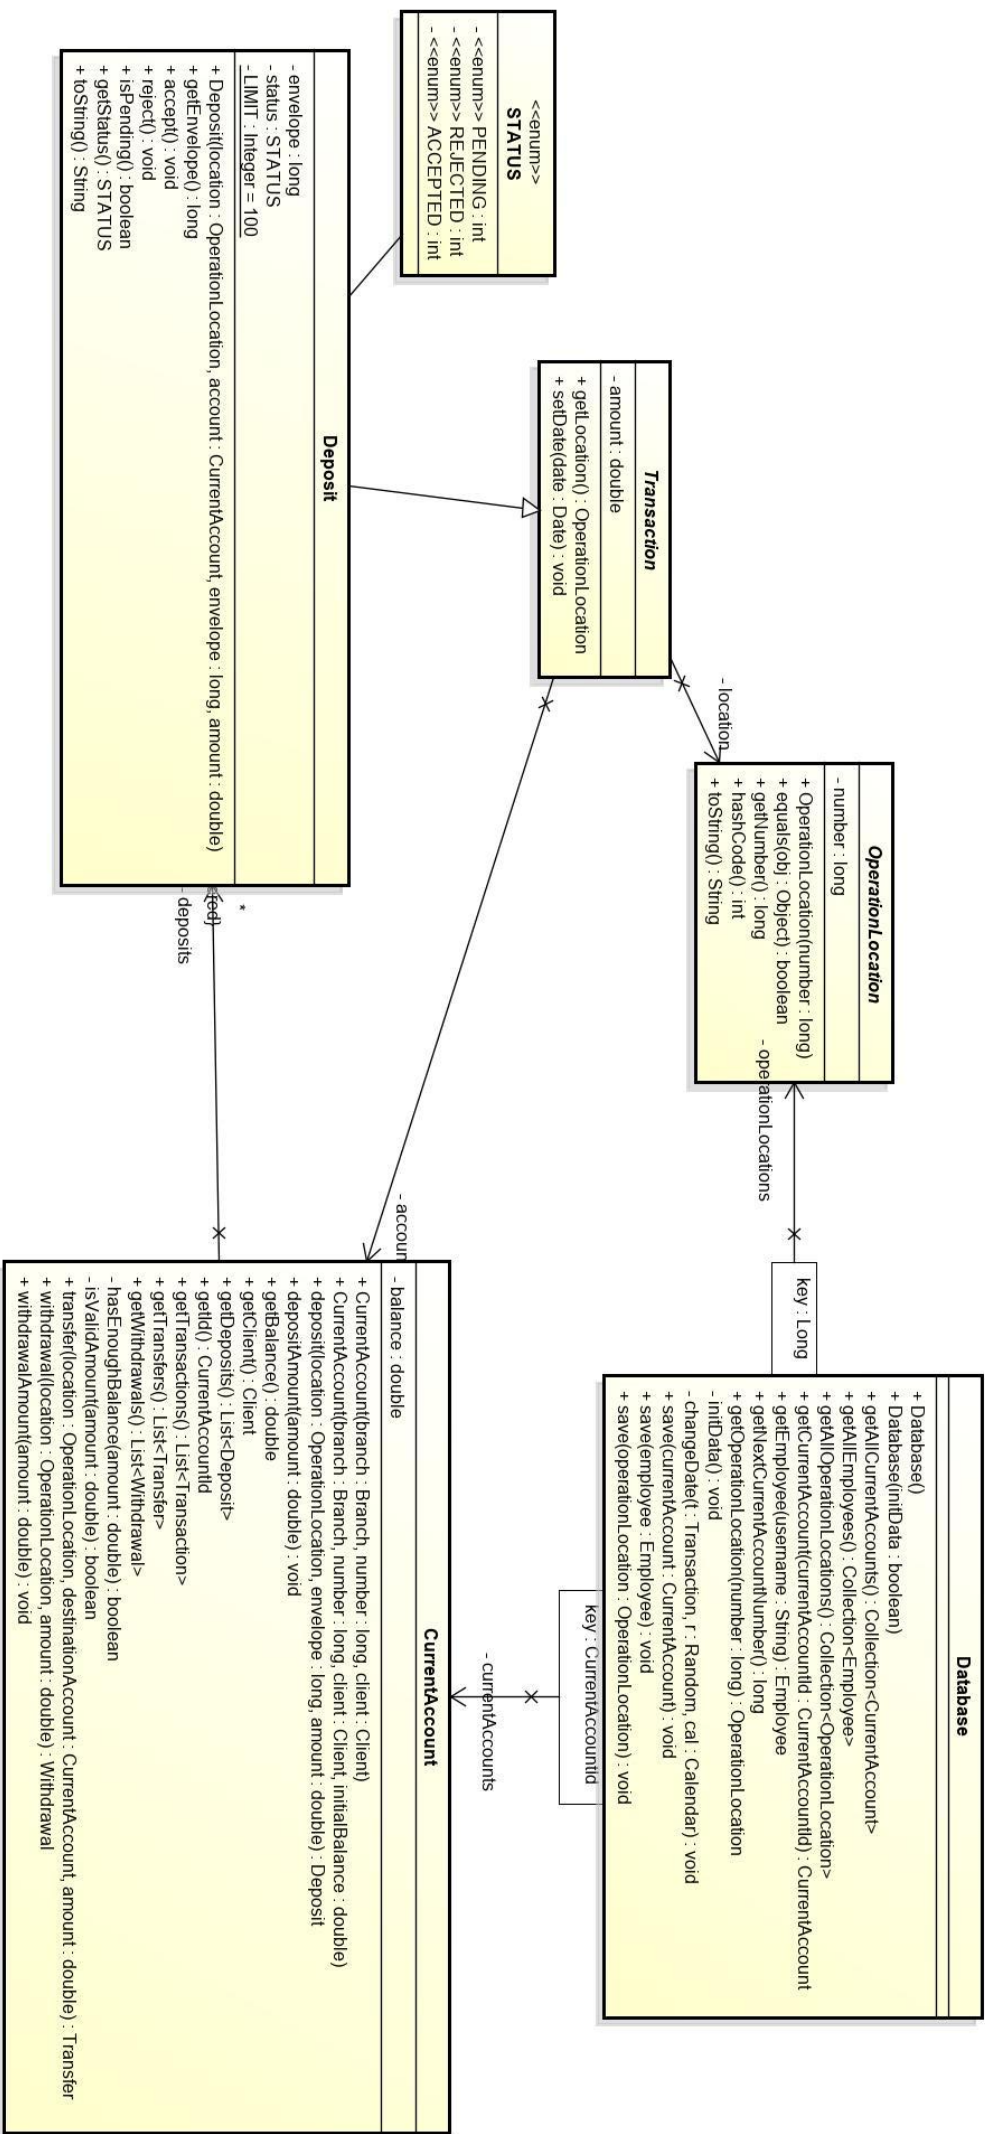 <<enum>>
STATUS
- <<enum>> PENDING : int
- <<enum>> REJECTED : int
- <<enum>> ACCEPTED : int
Transaction
- amount : double
+ getLocation() : OperationLocation
+ setDate(date : Date) : void
- location
OperationLocation
- number : long
+ OperationLocation(number : long)
+ equals(obj : Object) : boolean
+ getNumber() : long
+ hashCode() : int
+ toString() : String
- operationLocations
key : Long
Database
+ Database()
+ Database(initData : boolean)
+ getAllCurrentAccounts() : Collection<CurrentAccount>
+ getAllEmployees() : Collection<Employee>
+ getAllOperationLocations() : Collection<OperationLocation>
+ getCurrentAccount(currentAccountId : CurrentAccountId) : CurrentAccount
+ getEmployee(username : String) : Employee
+ getNextCurrentAccountNumber() : long
+ getOperationLocation(number : long) : OperationLocation
- initData() : void
- changeDate(t : Transaction, r : Random, cal : Calendar) : void
+ save(currentAccount : CurrentAccount) : void
+ save(employee : Employee) : void
+ save(operationLocation : OperationLocation) : void
key : CurrentAccountId
- currentAccounts
Deposit
- envelope : long
- status : STATUS
- LIMIT : Integer = 100
+ Deposit(location : OperationLocation, account : CurrentAccount, envelope : long, amount : double)
+ getEnvelope() : long
+ accept() : void
+ reject() : void
+ isPending() : boolean
+ getStatus() : STATUS
+ toString() : String
*
- deposits
- accoun
CurrentAccount
- balance : double
+ CurrentAccount(branch : Branch, number : long, client : Client)
+ CurrentAccount(branch : Branch, number : long, client : Client, initialBalance : double)
+ deposit(location : OperationLocation, envelope : long, amount : double) : Deposit
+ depositAmount(amount : double) : void
+ getBalance() : double
+ getClient() : Client
+ getDeposits() : List<Deposit>
+ getId() : CurrentAccountId
+ getTransactions() : List<Transaction>
+ getTransfers() : List<Transfer>
+ getWithdrawals() : List<Withdrawal>
- hasEnoughBalance(amount : double) : boolean
- isValidAmount(amount : double) : boolean
+ transfer(location : OperationLocation, destinationAccount : CurrentAccount, amount : double) : Transfer
+ withdrawal(location : OperationLocation, amount : double) : Withdrawal
+ withdrawalAmount(amount : double) : void